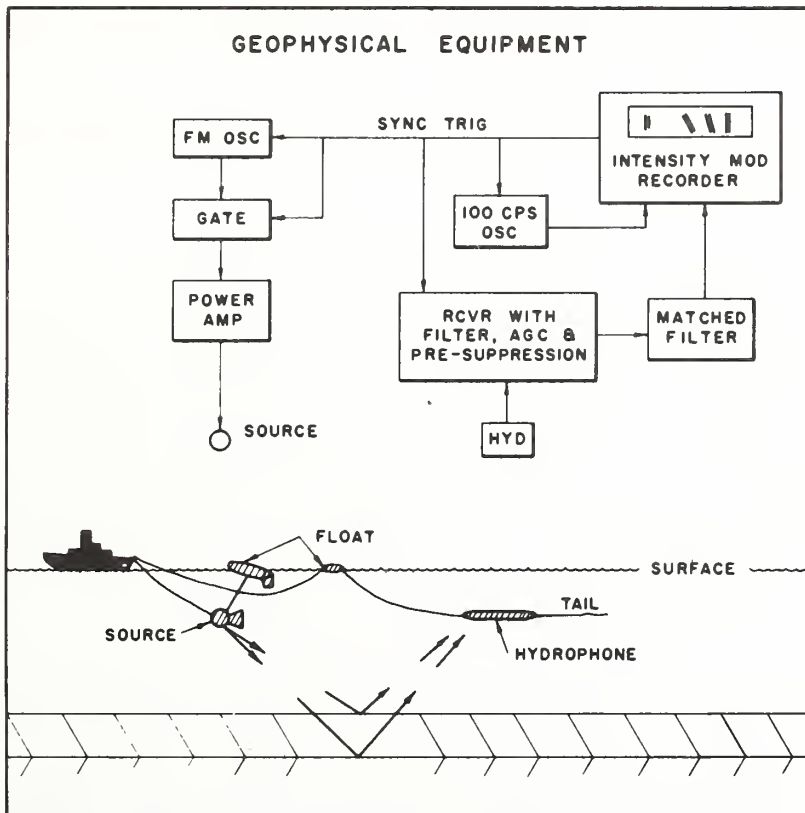 GEOPHYSICAL EQUIPMENT
SYNC TRIG
FM OSC
GATE
POWER
AMP
SOURCE
100 CPS
OSC
INTENSITY MOD
RECORDER
RCVR WITH
FILTER, AGC &
PRE-SUPPRESSION
MATCHED
FILTER
HYD
FLOAT
SURFACE
SOURCE
TAIL
HYDROPHONE